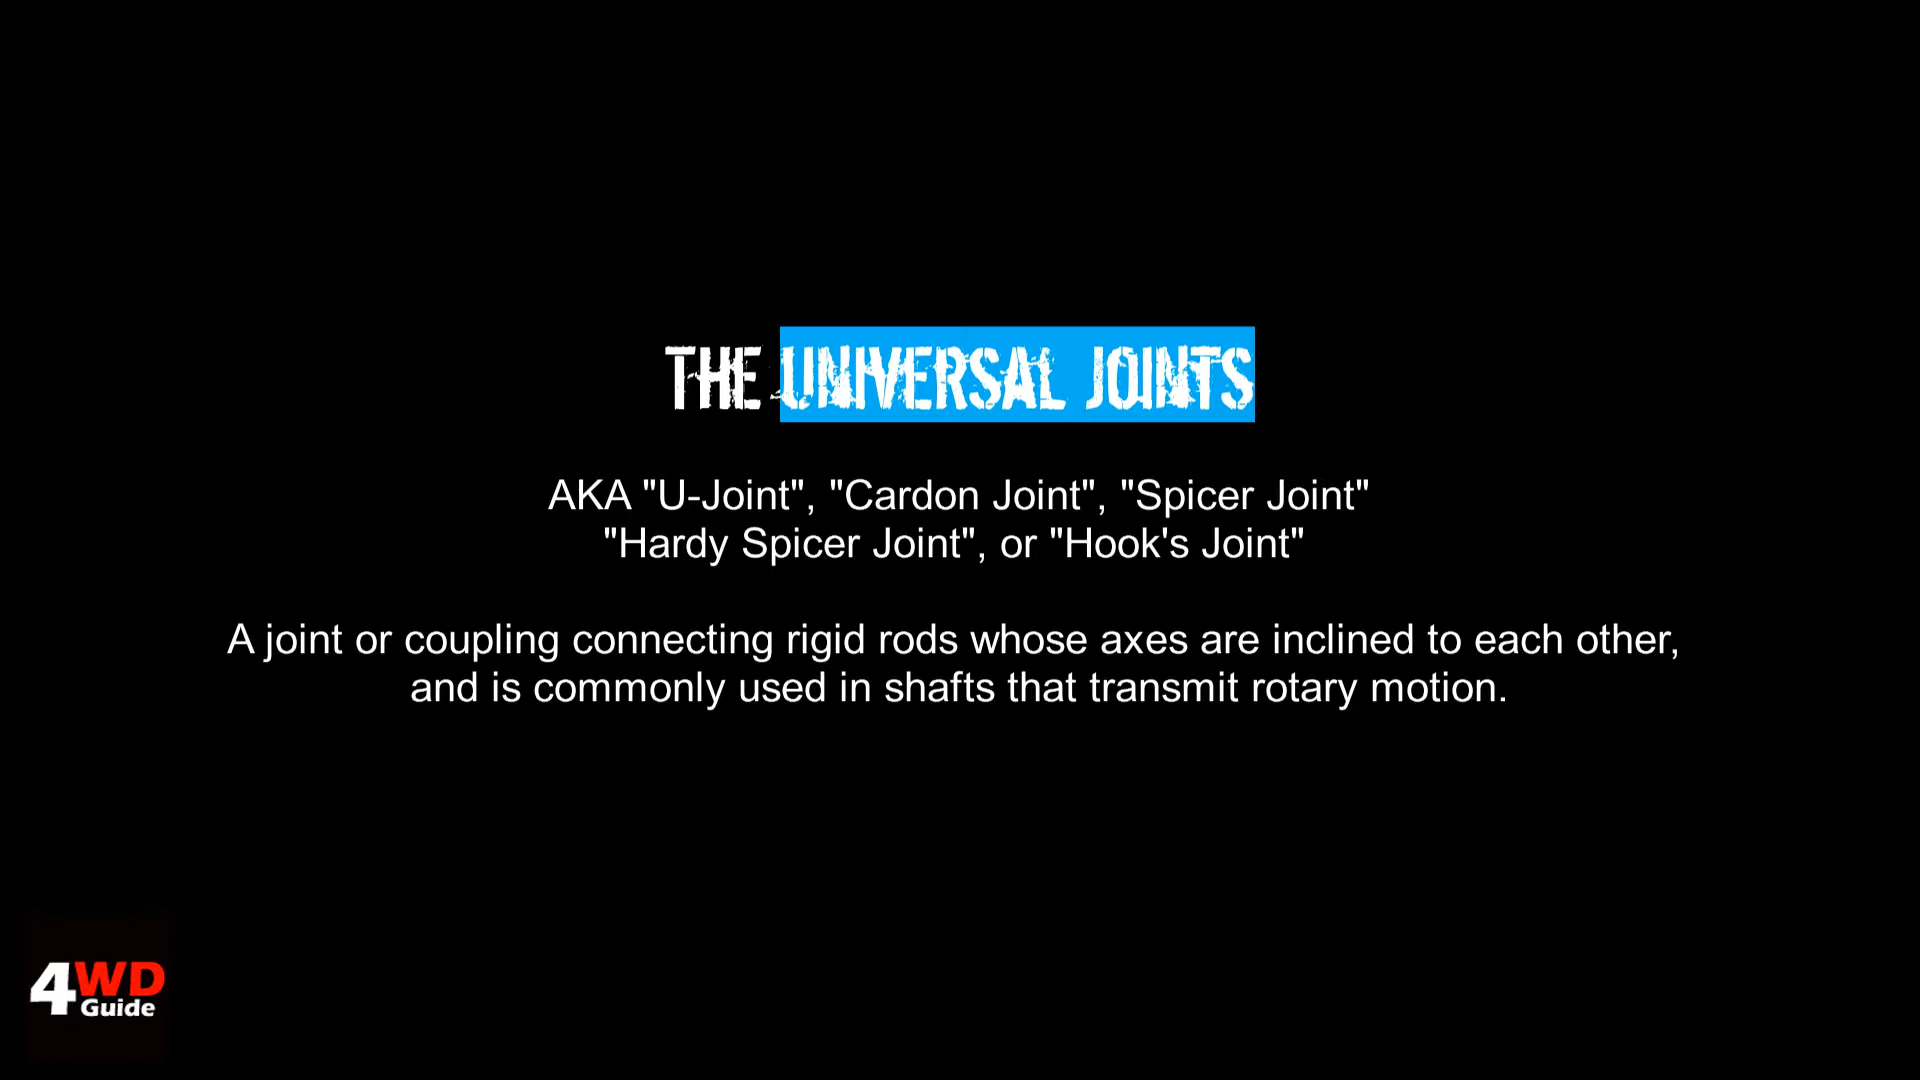 THE UNIVERSAL JOINTS
AKA "U-Joint", "Cardon Joint", "Spicer Joint"
"Hardy Spicer Joint", or "Hook's Joint"
A joint or coupling connecting rigid rods whose axes are inclined to each other,
and is commonly used in shafts that transmit rotary motion.
4WD
Guide